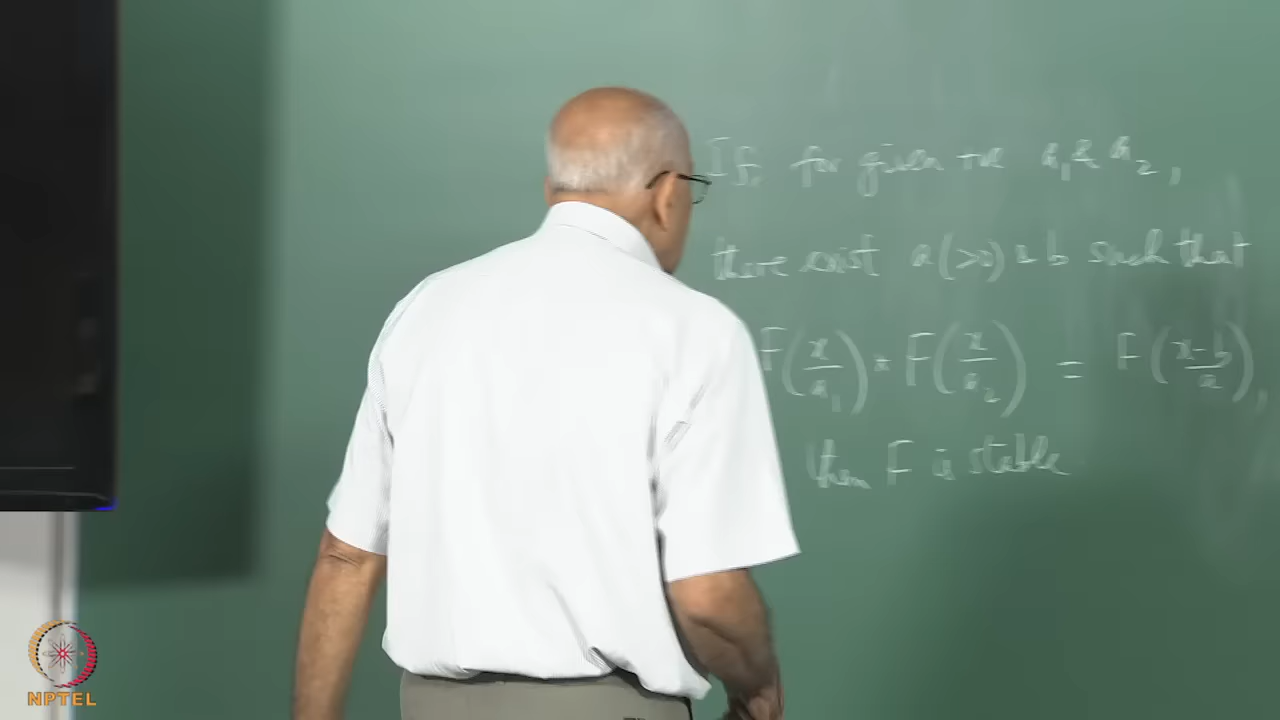 If, for given +ve a₁ & a₂,
there exist a(>0) & b such that
F(x/a₁) * F(x/a₂) = F((x-b)/a),
then F is stable
NPTEL